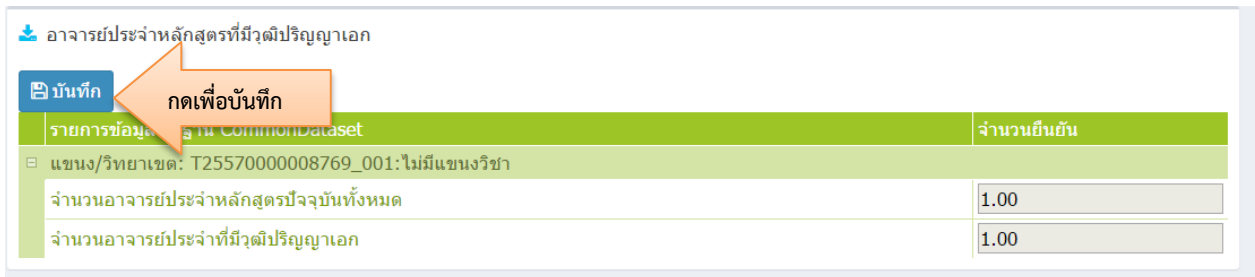 อาจารย์ประจำหลักสูตรที่มีวุฒิปริญญาเอก
บันทึก
กดเพื่อบันทึก
รายการข้อมูล CommonDataset จำนวนยืนยัน
แขนง/วิทยาเขต: T25570000008769_001:ไม่มีแขนงวิชา
จำนวนอาจารย์ประจำหลักสูตรปัจจุบันทั้งหมด 1.00
จำนวนอาจารย์ประจำที่มีวุฒิปริญญาเอก 1.00